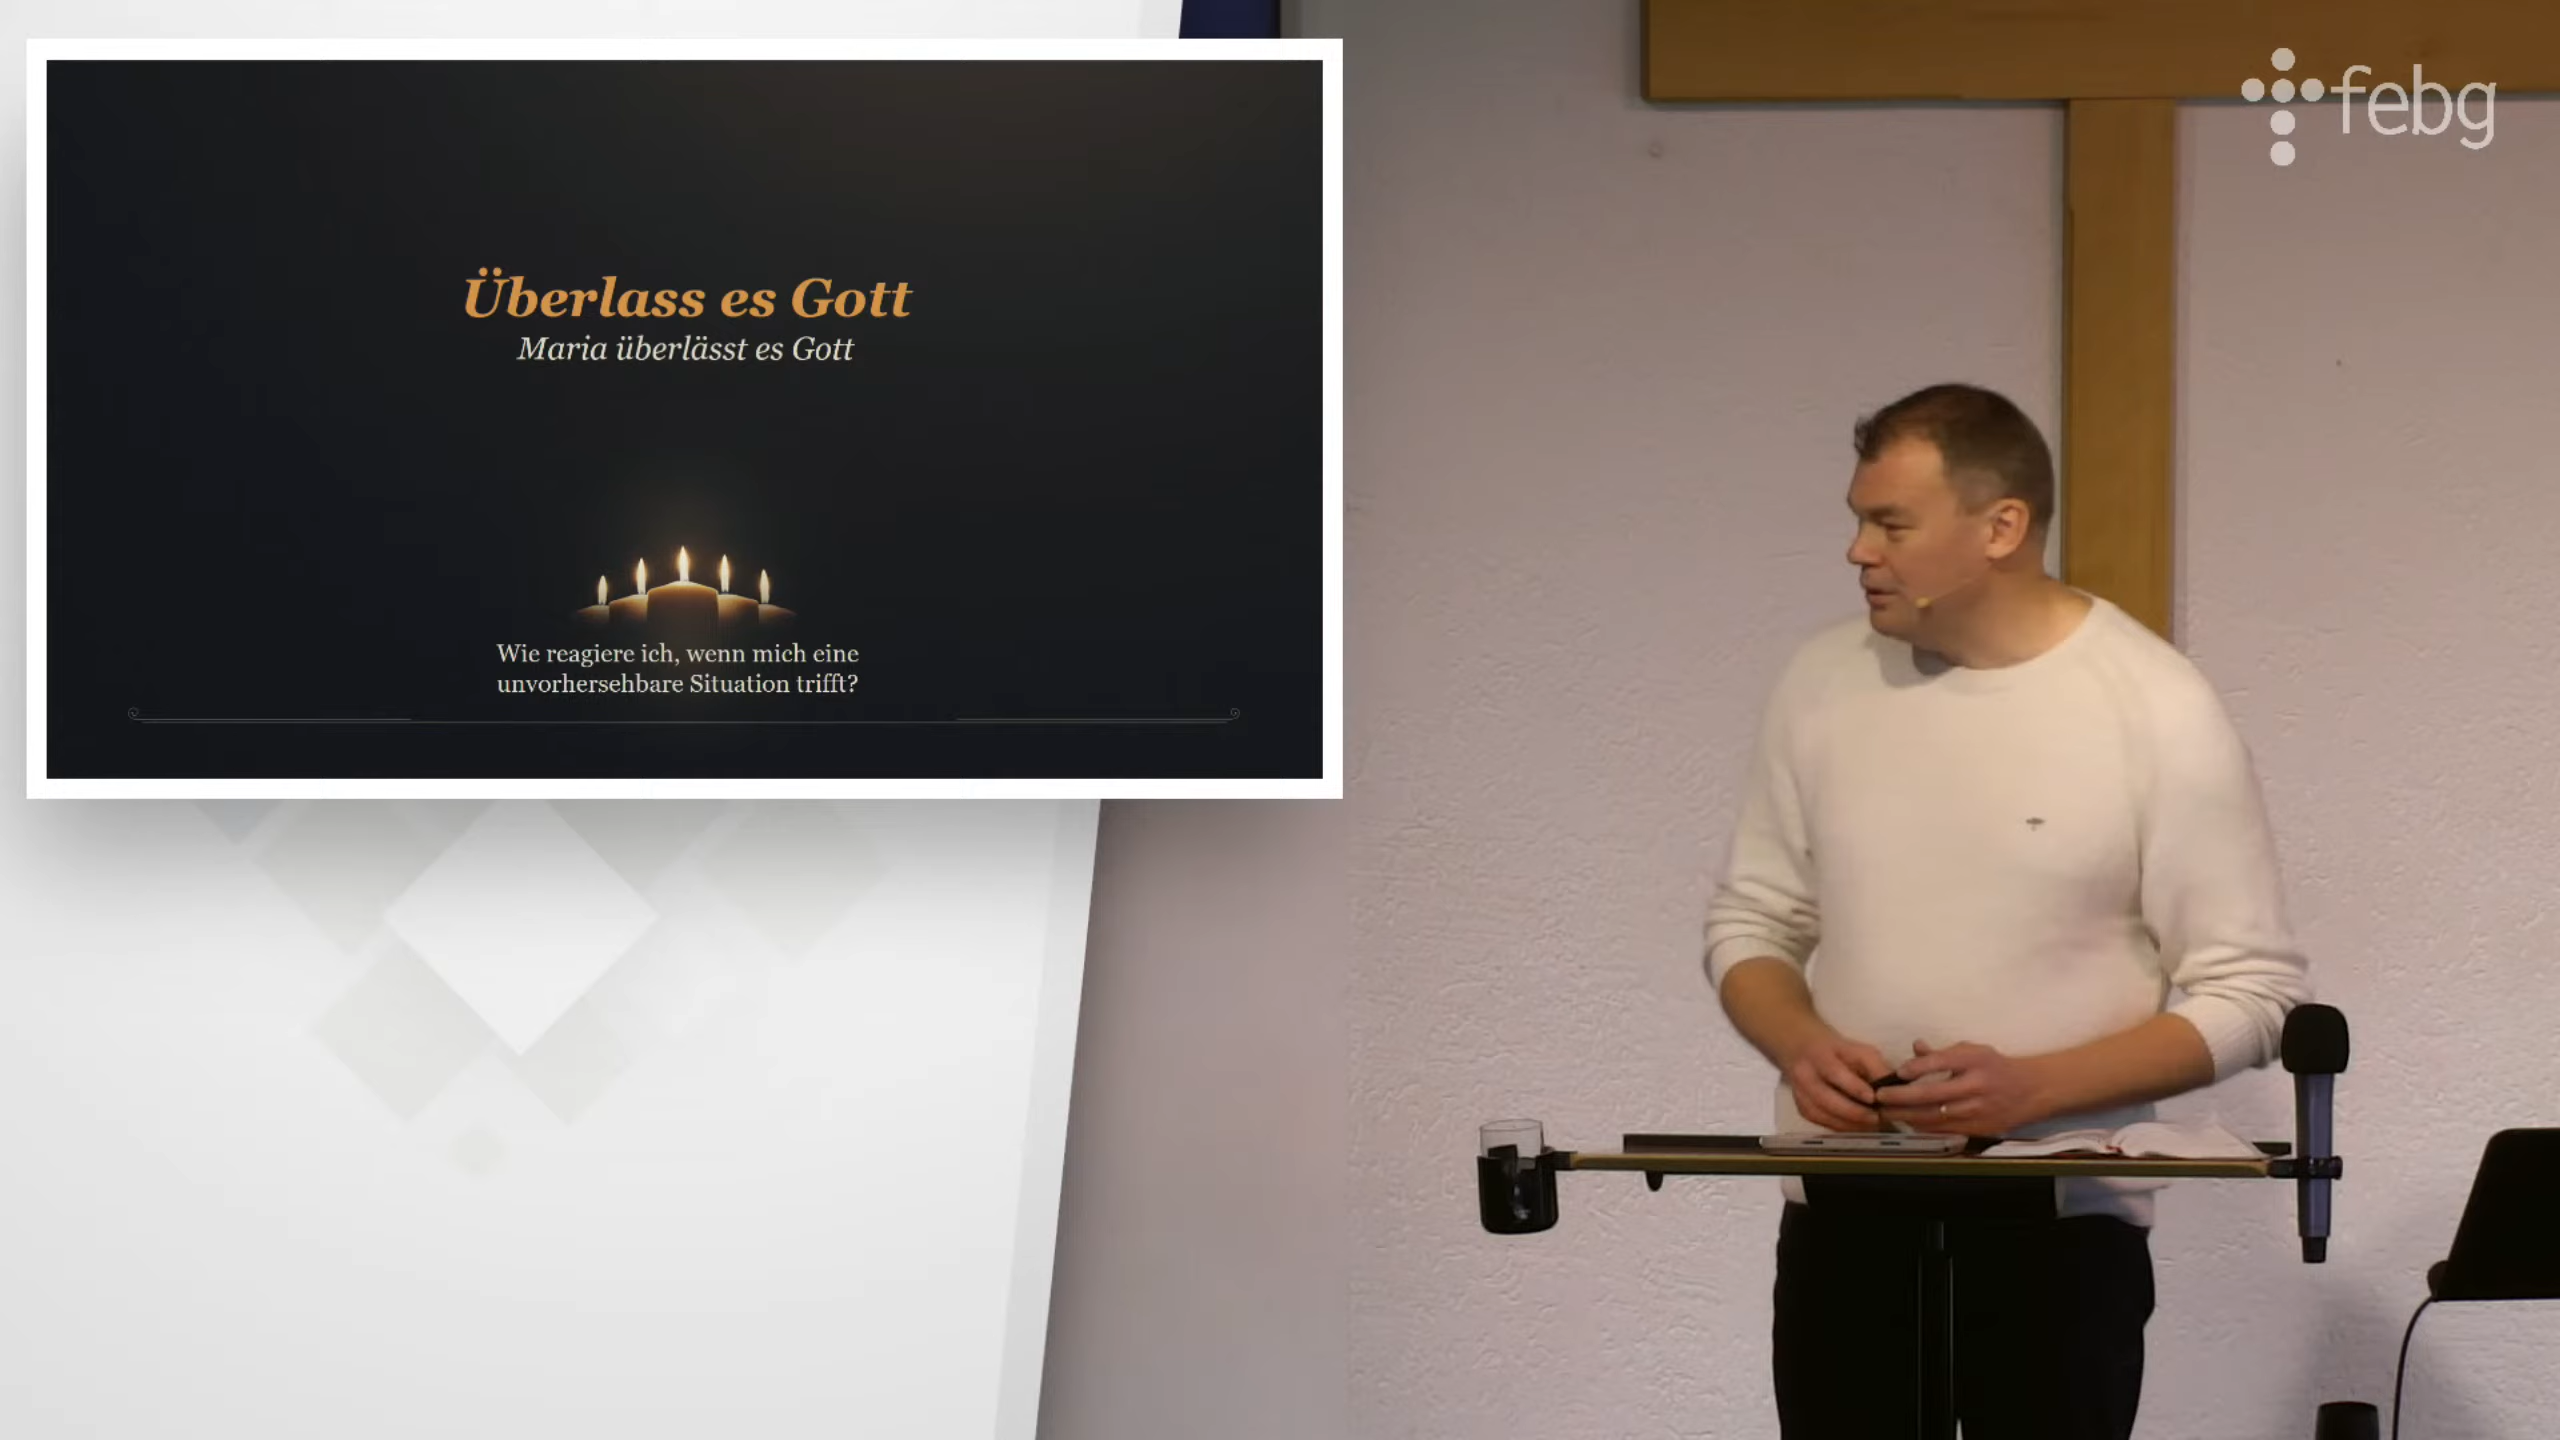 Überlass es Gott
Maria überlässt es Gott
Wie reagiere ich, wenn mich eine
unvorhersehbare Situation trifft?
febg